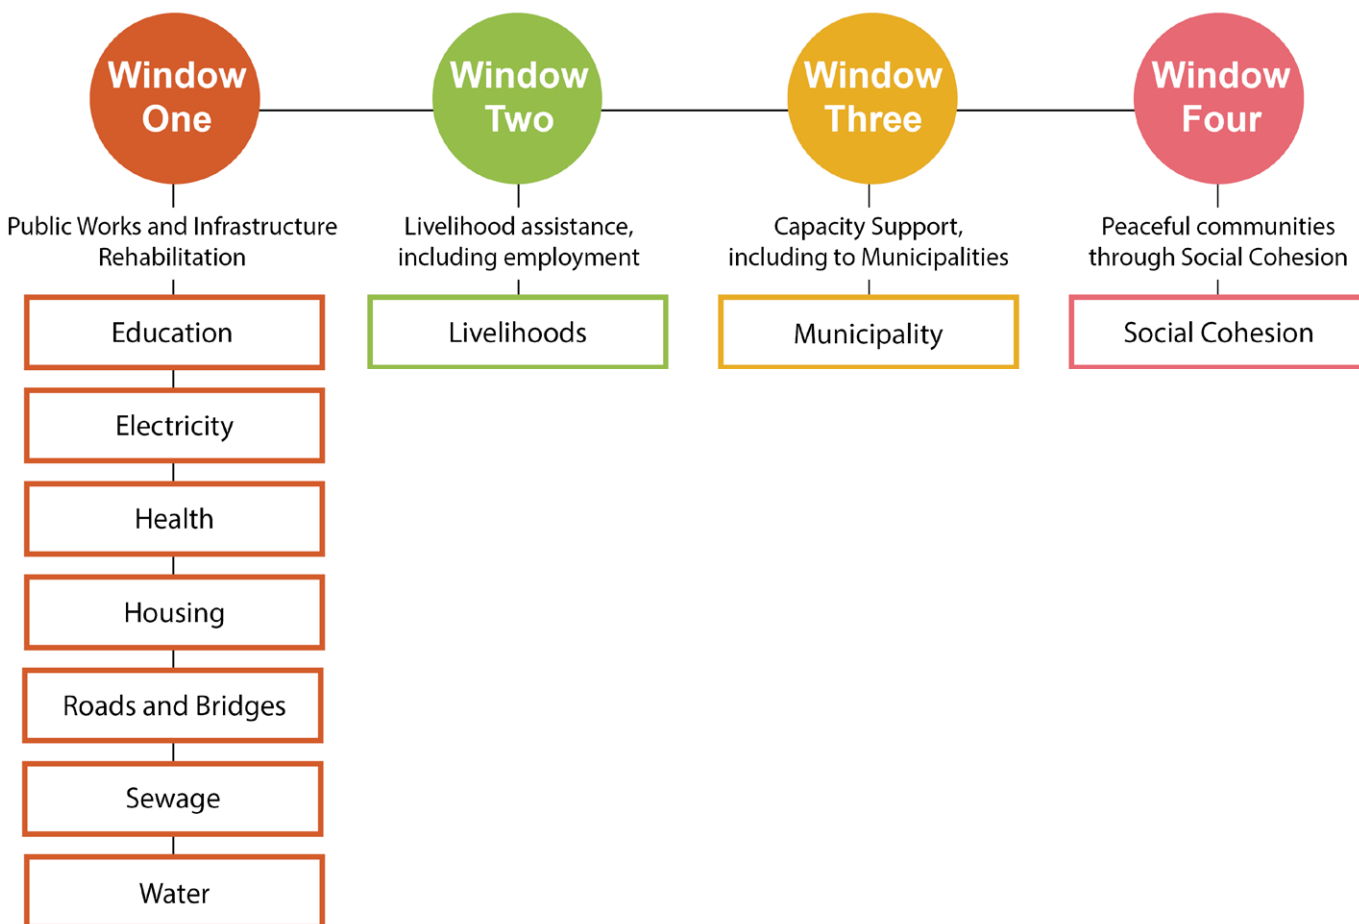 Window
One
Public Works and Infrastructure
Rehabilitation
Education
Electricity
Health
Housing
Roads and Bridges
Sewage
Water
Window
Two
Livelihood assistance,
including employment
Livelihoods
Window
Three
Capacity Support,
including to Municipalities
Municipality
Window
Four
Peaceful communities
through Social Cohesion
Social Cohesion